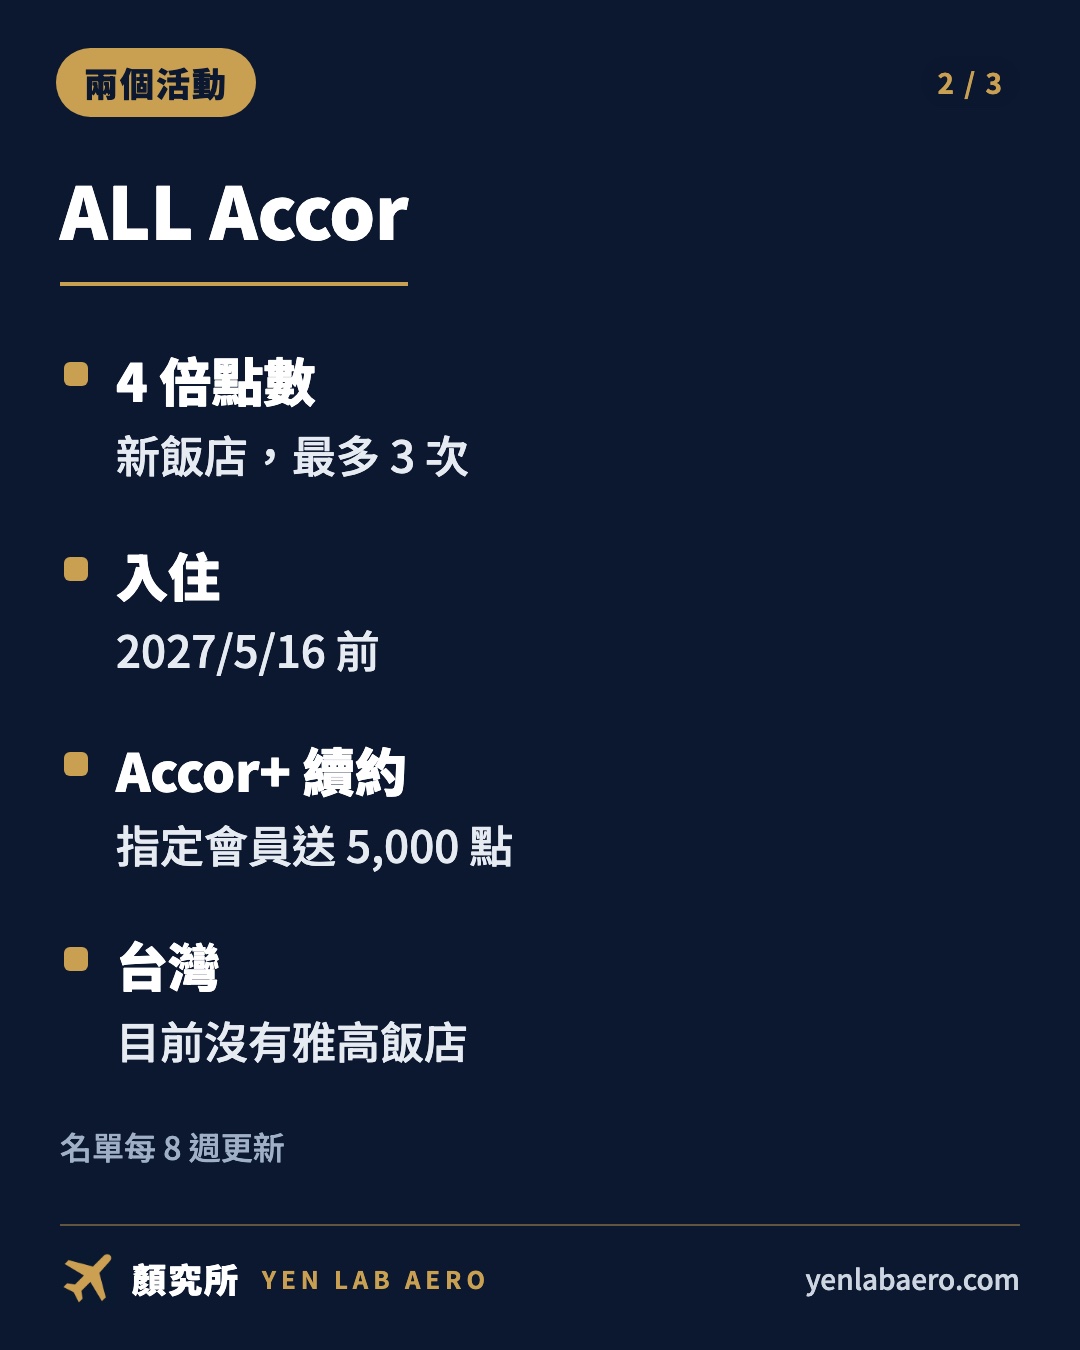 兩個活動
2 / 3
ALL Accor
4 倍點數
新飯店，最多 3 次
入住
2027/5/16 前
Accor+ 續約
指定會員送 5,000 點
台灣
目前沒有雅高飯店
名單每 8 週更新
顏究所 YEN LAB AERO
yenlabaero.com